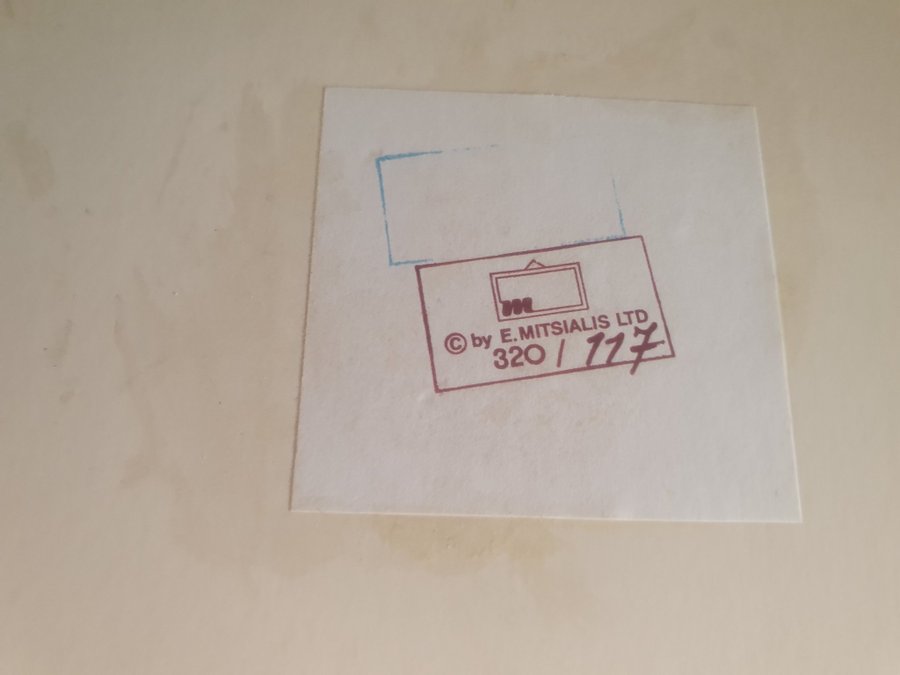 m
© by E. MITSIALIS LTD
320 / 117